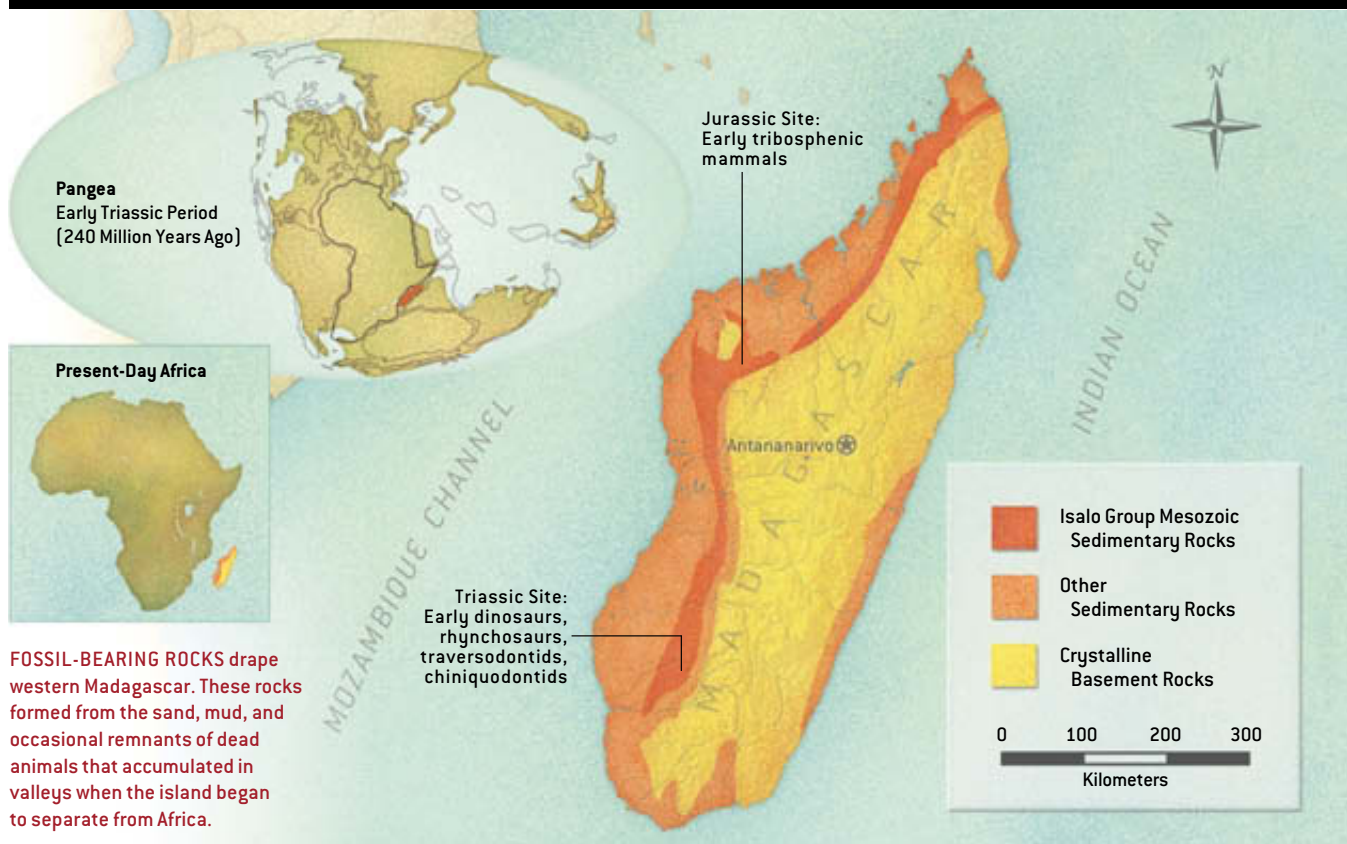 Pangea
Early Triassic Period
(240 Million Years Ago)
Present-Day Africa
FOSSIL-BEARING ROCKS drape
western Madagascar. These rocks
formed from the sand, mud, and
occasional remnants of dead
animals that accumulated in
valleys when the island began
to separate from Africa.
MOZAMBIQUE CHANNEL
Jurassic Site:
Early tribosphenic
mammals
Triassic Site:
Early dinosaurs,
rhynchosaurs,
traversodontids,
chiniquodontids
MADAGASCAR
Antananarivo
N
INDIAN OCEAN
Isalo Group Mesozoic
Sedimentary Rocks
Other
Sedimentary Rocks
Crystalline
Basement Rocks
0 100 200 300
Kilometers